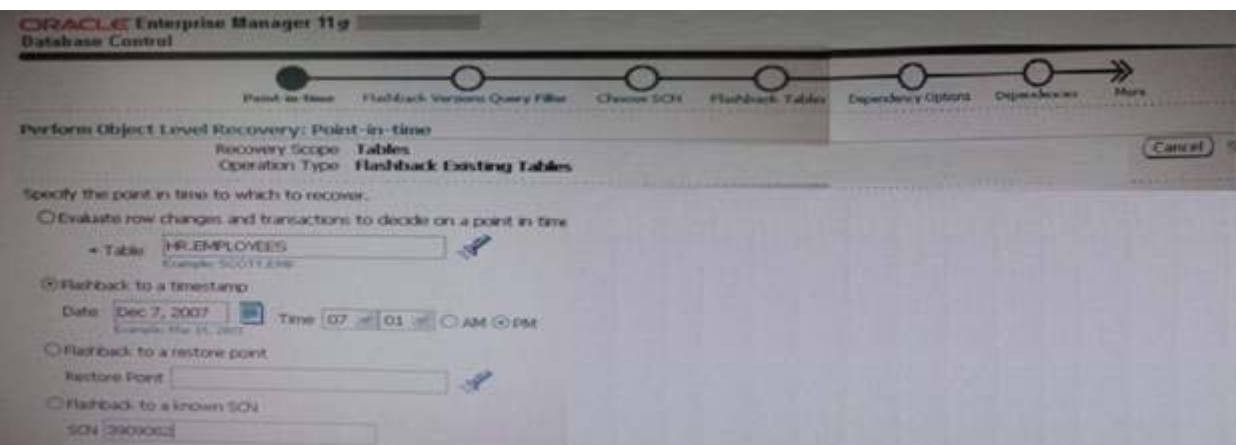 ORACLE Enterprise Manager 11g
Database Control
Point-in-time Flashback Versions Query Filter Choose SCN Flashback Tables Dependency Options Dependencies More
Perform Object Level Recovery: Point-in-time
Cancel
Recovery Scope Tables
Operation Type Flashback Existing Tables
Specify the point in time to which to recover.
Evaluate row changes and transactions to decide on a point in time
* Table HR.EMPLOYEES
Example: SCOTT.EMP
Flashback to a timestamp
Date Dec 7, 2007 Time 07 01 AM PM
Flashback to a restore point
Restore Point
Flashback to a known SCN
SCN 3909062